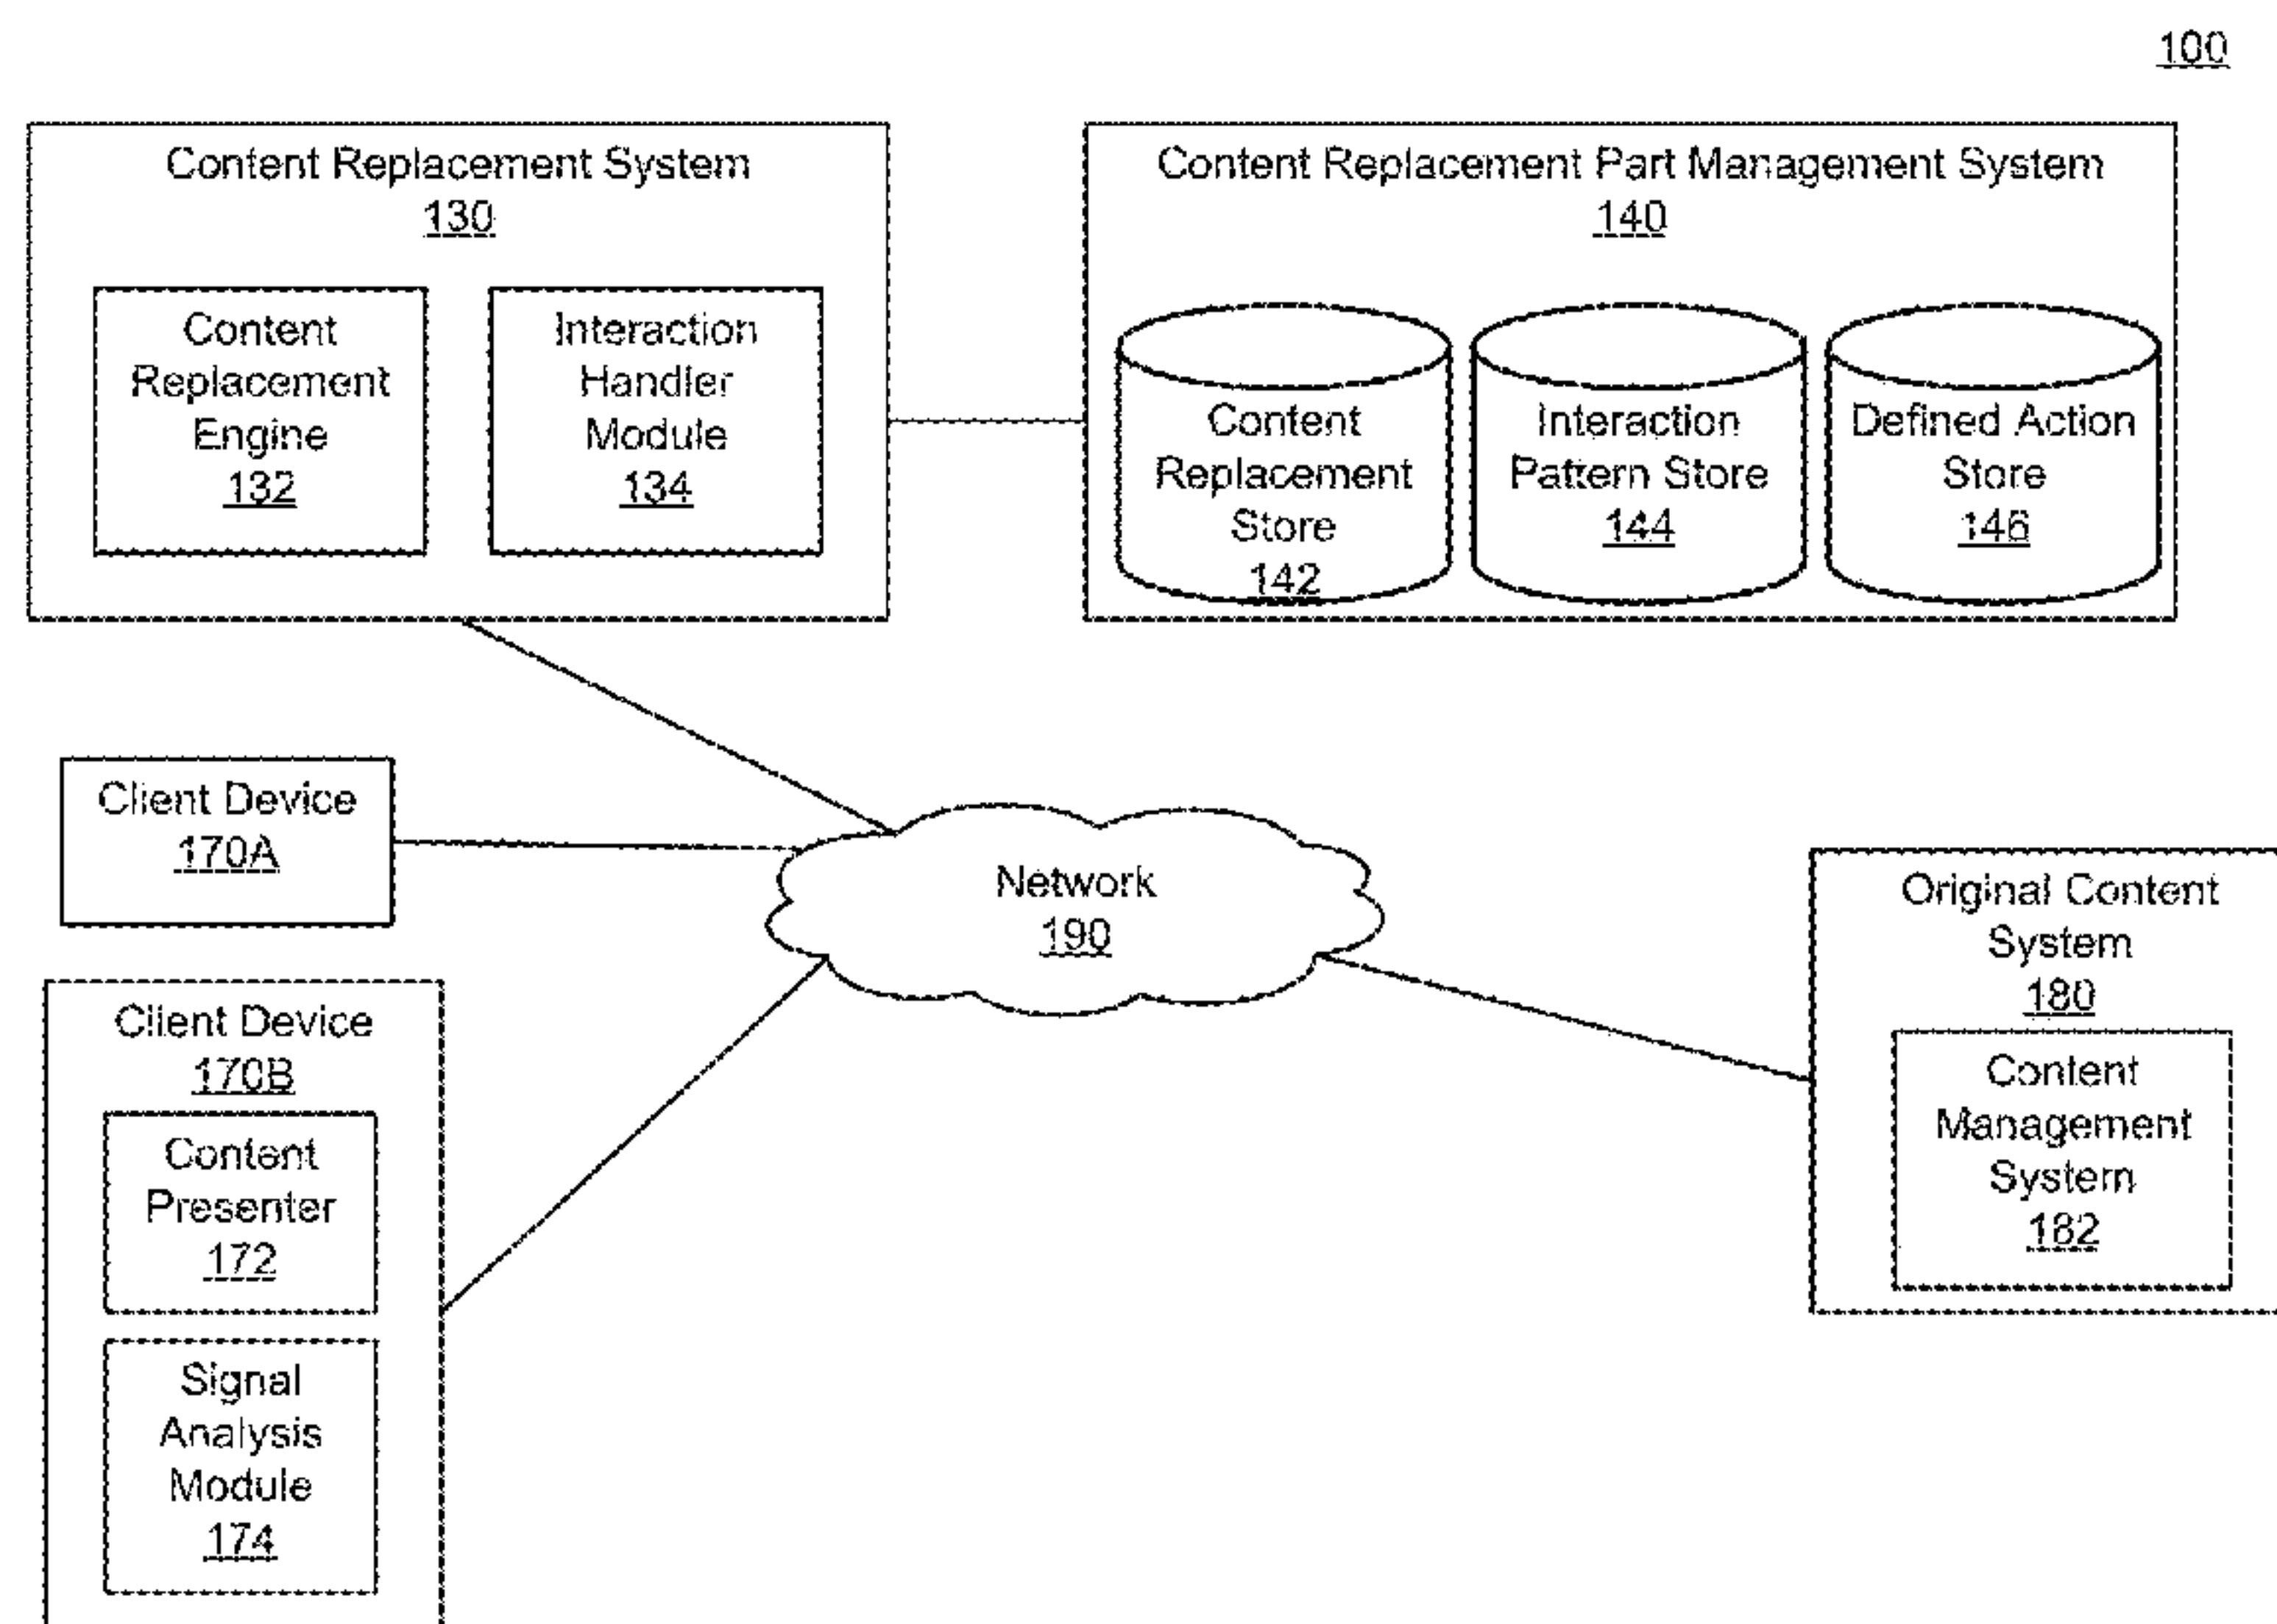 100
Content Replacement System
130
Content
Replacement
Engine
132
Interaction
Handler
Module
134
Content Replacement Part Management System
140
Content
Replacement
Store
142
Interaction
Pattern Store
144
Defined Action
Store
146
Client Device
170A
Network
190
Original Content
System
180
Content
Management
System
182
Client Device
170B
Content
Presenter
172
Signal
Analysis
Module
174